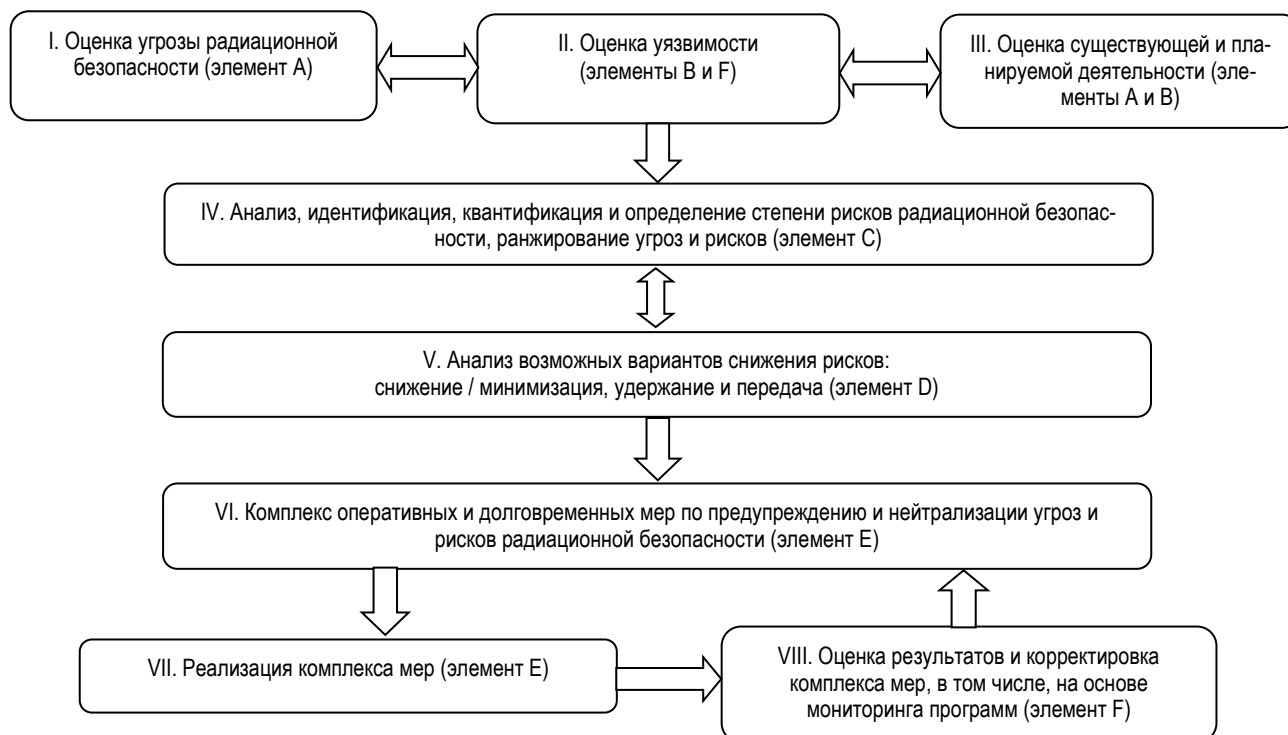 I. Оценка угрозы радиационной
безопасности (элемент A)
II. Оценка уязвимости
(элементы B и F)
III. Оценка существующей и пла-
нируемой деятельности (эле-
менты A и B)
IV. Анализ, идентификация, квантификация и определение степени рисков радиационной безопас-
ности, ранжирование угроз и рисков (элемент C)
V. Анализ возможных вариантов снижения рисков:
снижение / минимизация, удержание и передача (элемент D)
VI. Комплекс оперативных и долговременных мер по предупреждению и нейтрализации угроз и
рисков радиационной безопасности (элемент E)
VII. Реализация комплекса мер (элемент E)
VIII. Оценка результатов и корректировка
комплекса мер, в том числе, на основе
мониторинга программ (элемент F)